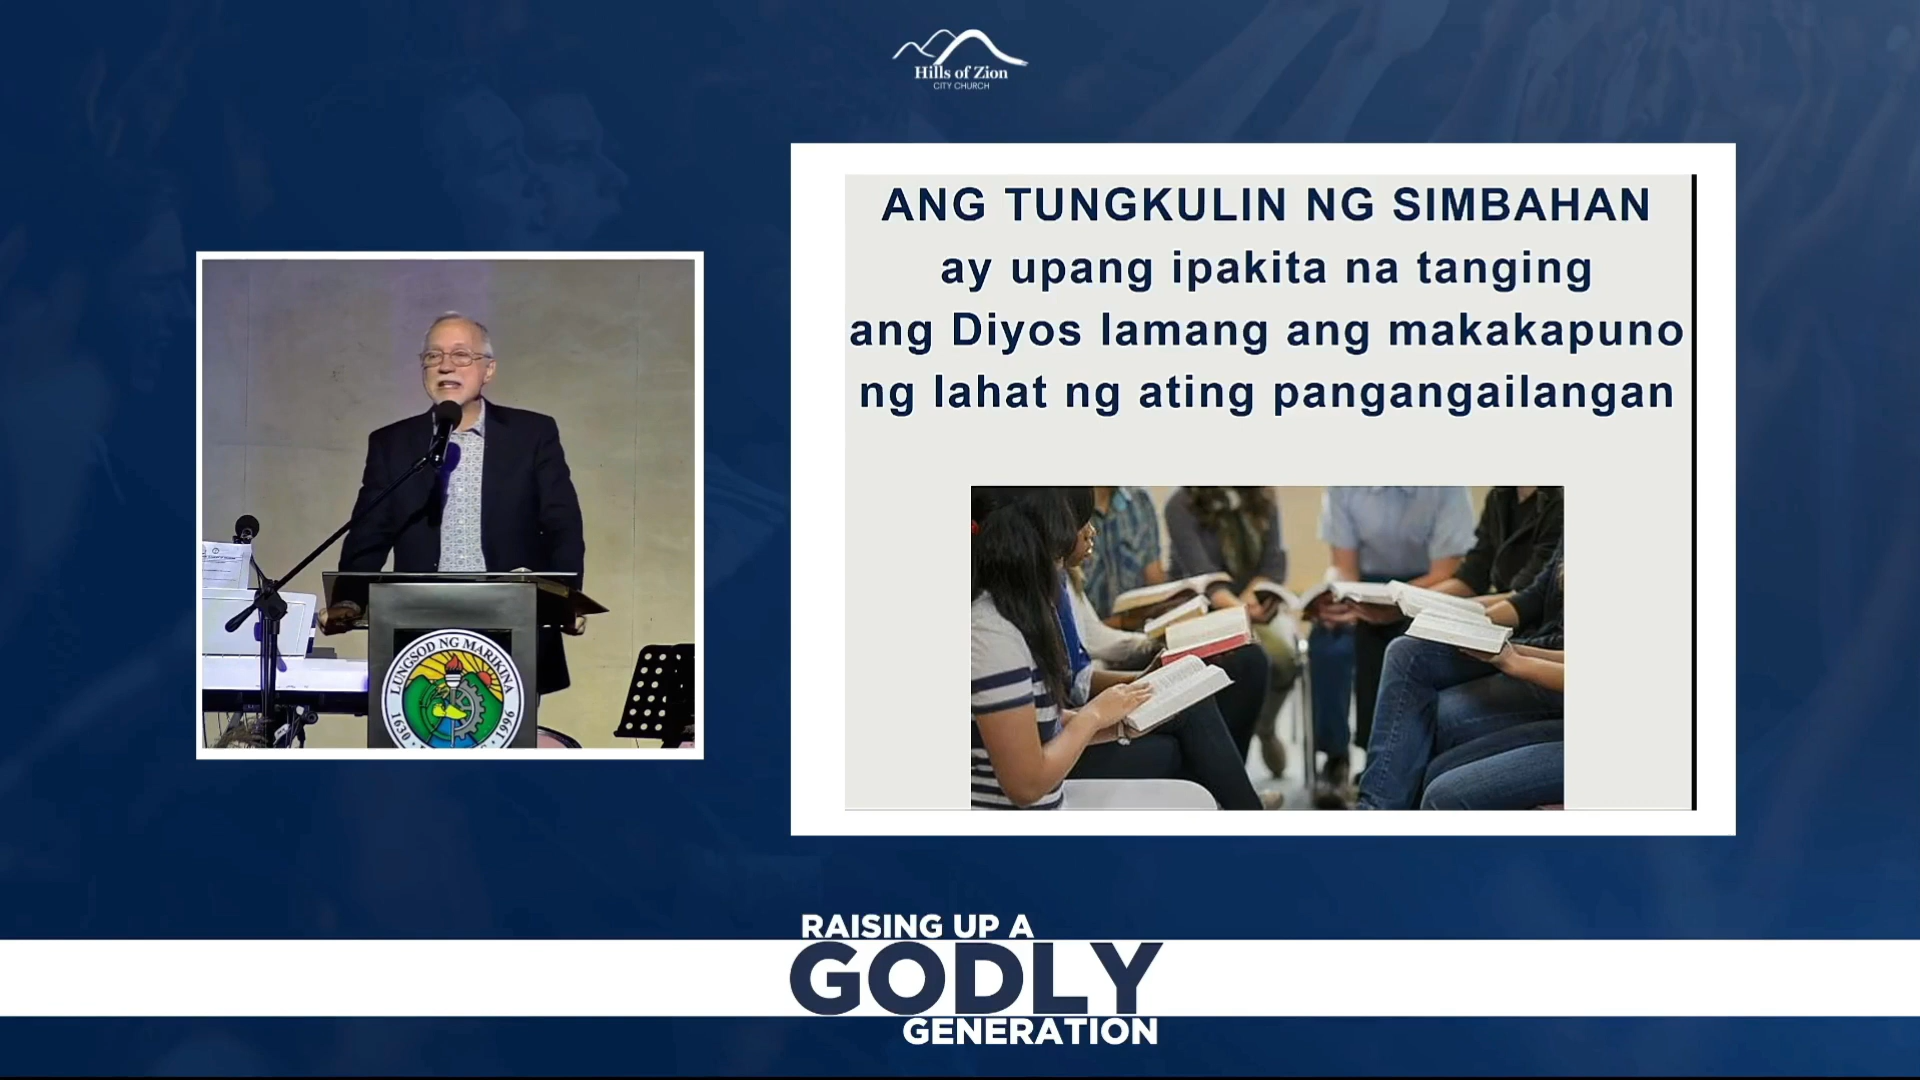 Hills of Zion
CITY CHURCH
ANG TUNGKULIN NG SIMBAHAN
ay upang ipakita na tanging
ang Diyos lamang ang makakapuno
ng lahat ng ating pangangailangan
LUNGSOD NG MARIKINA
1630
1996
RAISING UP A
GODLY
GENERATION